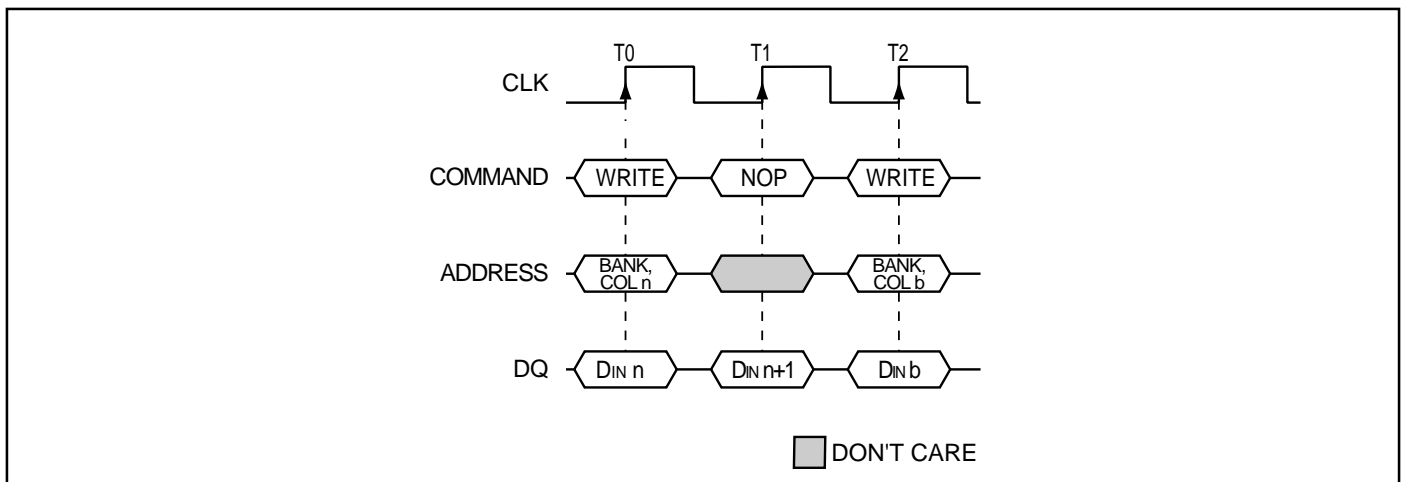 T0 T1 T2
CLK
COMMAND WRITE NOP WRITE
ADDRESS BANK, COL n BANK, COL b
DQ DIN n DIN n+1 DIN b
DON'T CARE